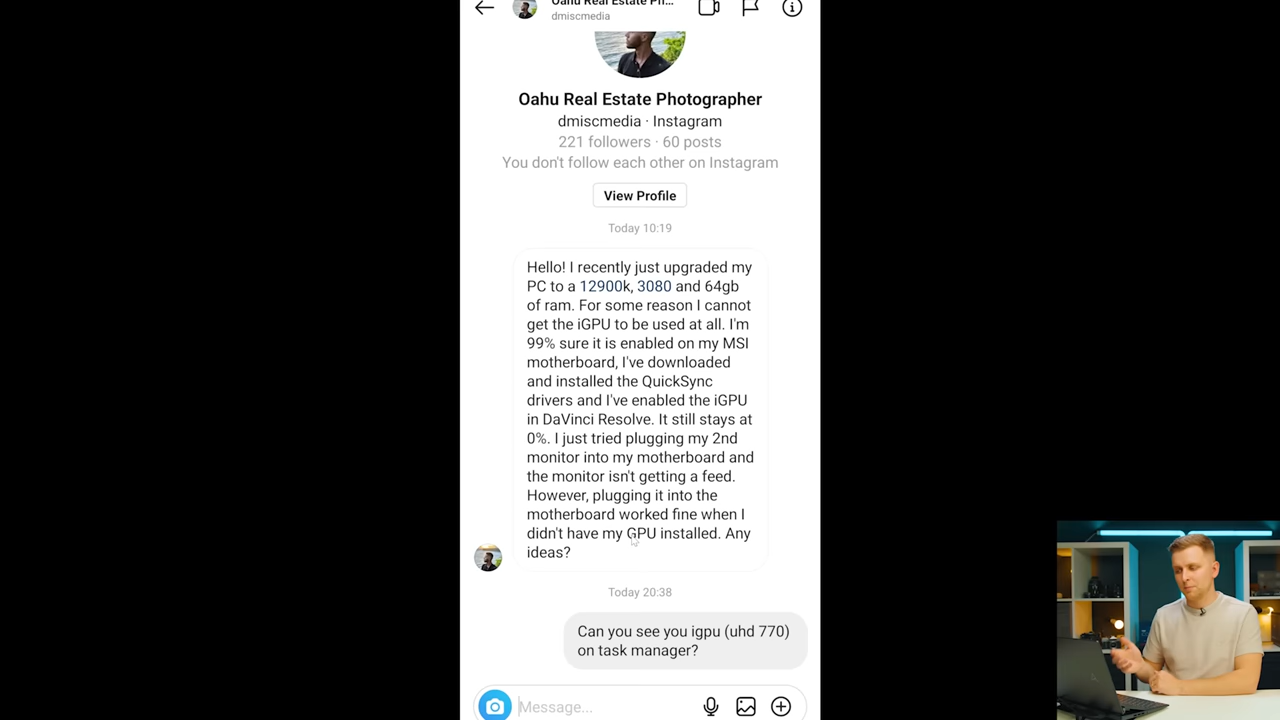 Oahu Real Estate Ph...
dmiscmedia
Oahu Real Estate Photographer
dmiscmedia · Instagram
221 followers · 60 posts
You don't follow each other on Instagram
View Profile
Today 10:19
Hello! I recently just upgraded my
PC to a 12900k, 3080 and 64gb
of ram. For some reason I cannot
get the iGPU to be used at all. I'm
99% sure it is enabled on my MSI
motherboard, I've downloaded
and installed the QuickSync
drivers and I've enabled the iGPU
in DaVinci Resolve. It still stays at
0%. I just tried plugging my 2nd
monitor into my motherboard and
the monitor isn't getting a feed.
However, plugging it into the
motherboard worked fine when I
didn't have my GPU installed. Any
ideas?
Today 20:38
Can you see you igpu (uhd 770)
on task manager?
Message...